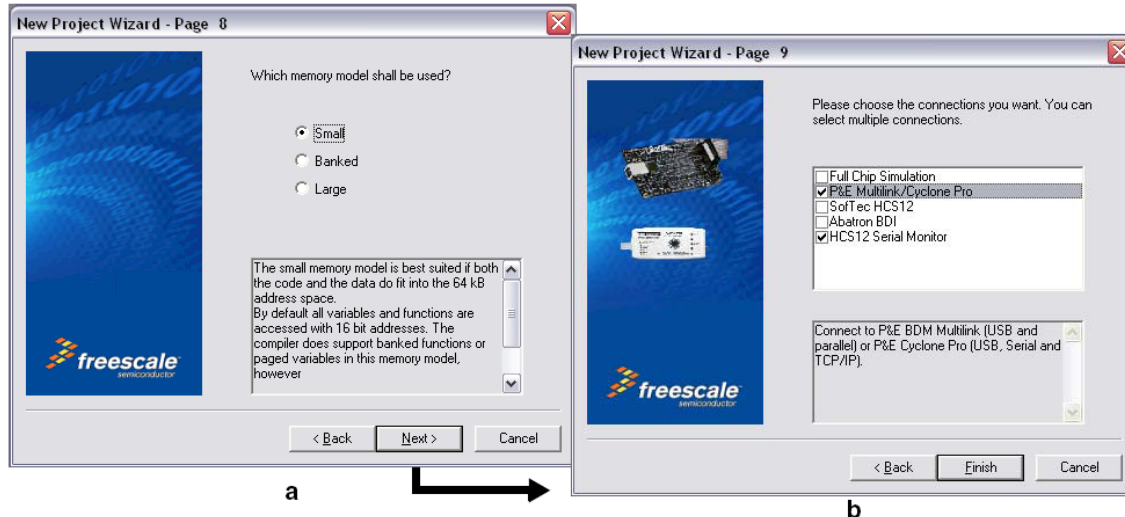 New Project Wizard - Page 8
Which memory model shall be used?
Small
Banked
Large
The small memory model is best suited if both
the code and the data do fit into the 64 kB
address space.
By default all variables and functions are
accessed with 16 bit addresses. The
compiler does support banked functions or
paged variables in this memory model,
however
freescale
semiconductor
< Back Next > Cancel
a
New Project Wizard - Page 9
Please choose the connections you want. You can
select multiple connections.
Full Chip Simulation
P&E Multilink/Cyclone Pro
SofTec HCS12
Abatron BDI
HCS12 Serial Monitor
Connect to P&E BDM Multilink (USB and
parallel) or P&E Cyclone Pro (USB, Serial and
TCP/IP).
freescale
semiconductor
< Back Finish Cancel
b